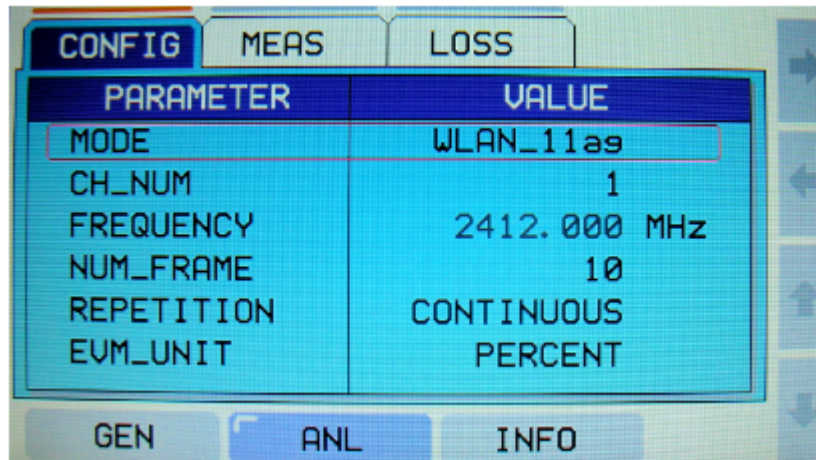 CONFIG MEAS LOSS
PARAMETER VALUE
MODE WLAN_11ag
CH_NUM 1
FREQUENCY 2412.000 MHz
NUM_FRAME 10
REPETITION CONTINUOUS
EVM_UNIT PERCENT
GEN ANL INFO